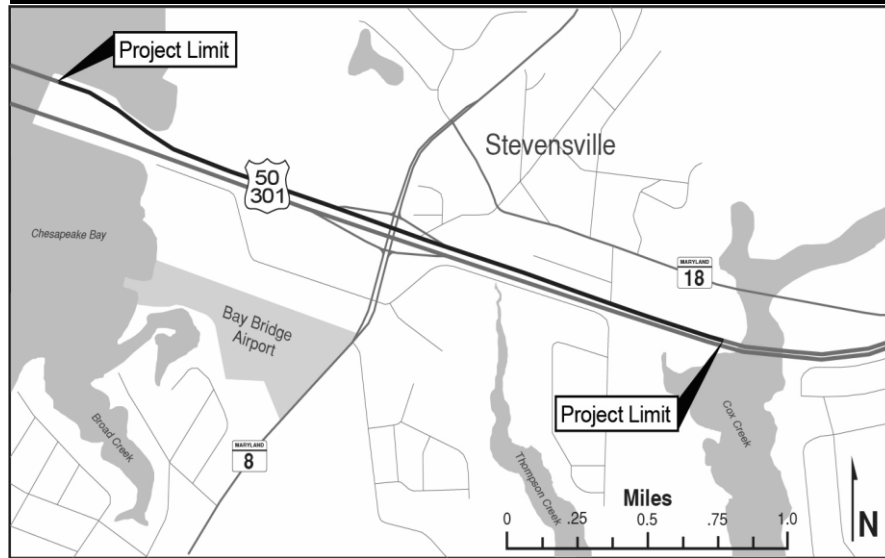 Project Limit
Stevensville
50
301
Chesapeake Bay
MARYLAND
18
Bay Bridge
Airport
Project Limit
Cox Creek
Broad Creek
MARYLAND
8
Thompson Creek
Miles
0 .25 0.5 .75 1.0
N